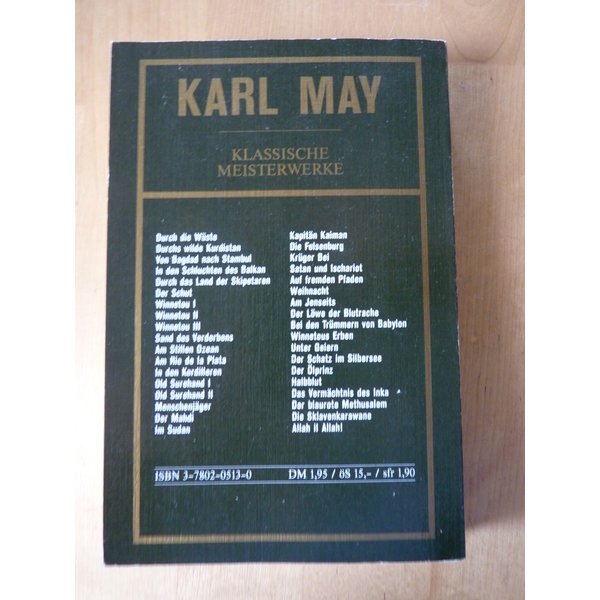 KARL MAY
KLASSISCHE
MEISTERWERKE
Durch die Wüste
Durchs wilde Kurdistan
Von Bagdad nach Stambul
In den Schluchten des Balkan
Durch das Land der Skipetaren
Der Schut
Winnetou I
Winnetou II
Winnetou III
Sand des Verderbens
Am Stillen Ozean
Am Rio de la Plata
In den Kordilleren
Old Surehand I
Old Surehand II
Menschenjäger
Der Mahdi
Im Sudan
Kapitän Kaiman
Die Felsenburg
Krüger Bei
Satan und Ischariot
Auf fremden Pfaden
Weihnacht
Am Jenseits
Der Löwe der Blutrache
Bei den Trümmern von Babylon
Winnetous Erben
Unter Geiern
Der Schatz im Silbersee
Der Ölprinz
Halbblut
Das Vermächtnis des Inka
Der blaurote Methusalem
Die Sklavenkarawane
Allah il Allah!
ISBN 3-7802-0513-0 DM 1,95 / öS 15,- / sfr 1,90